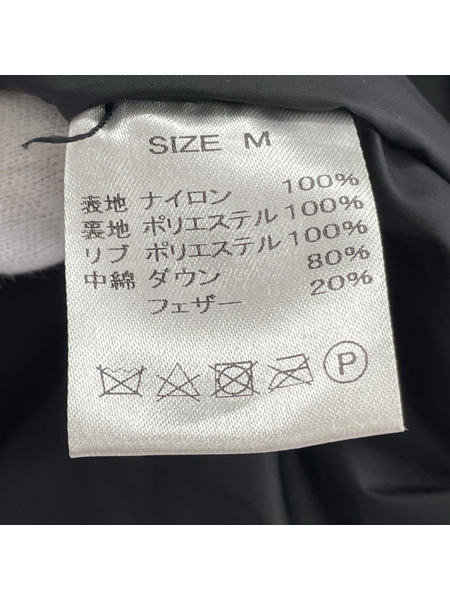 SIZE M
表地 ナイロン 100%
裏地 ポリエステル 100%
リブ ポリエステル 100%
中綿 ダウン 80%
フェザー 20%
P